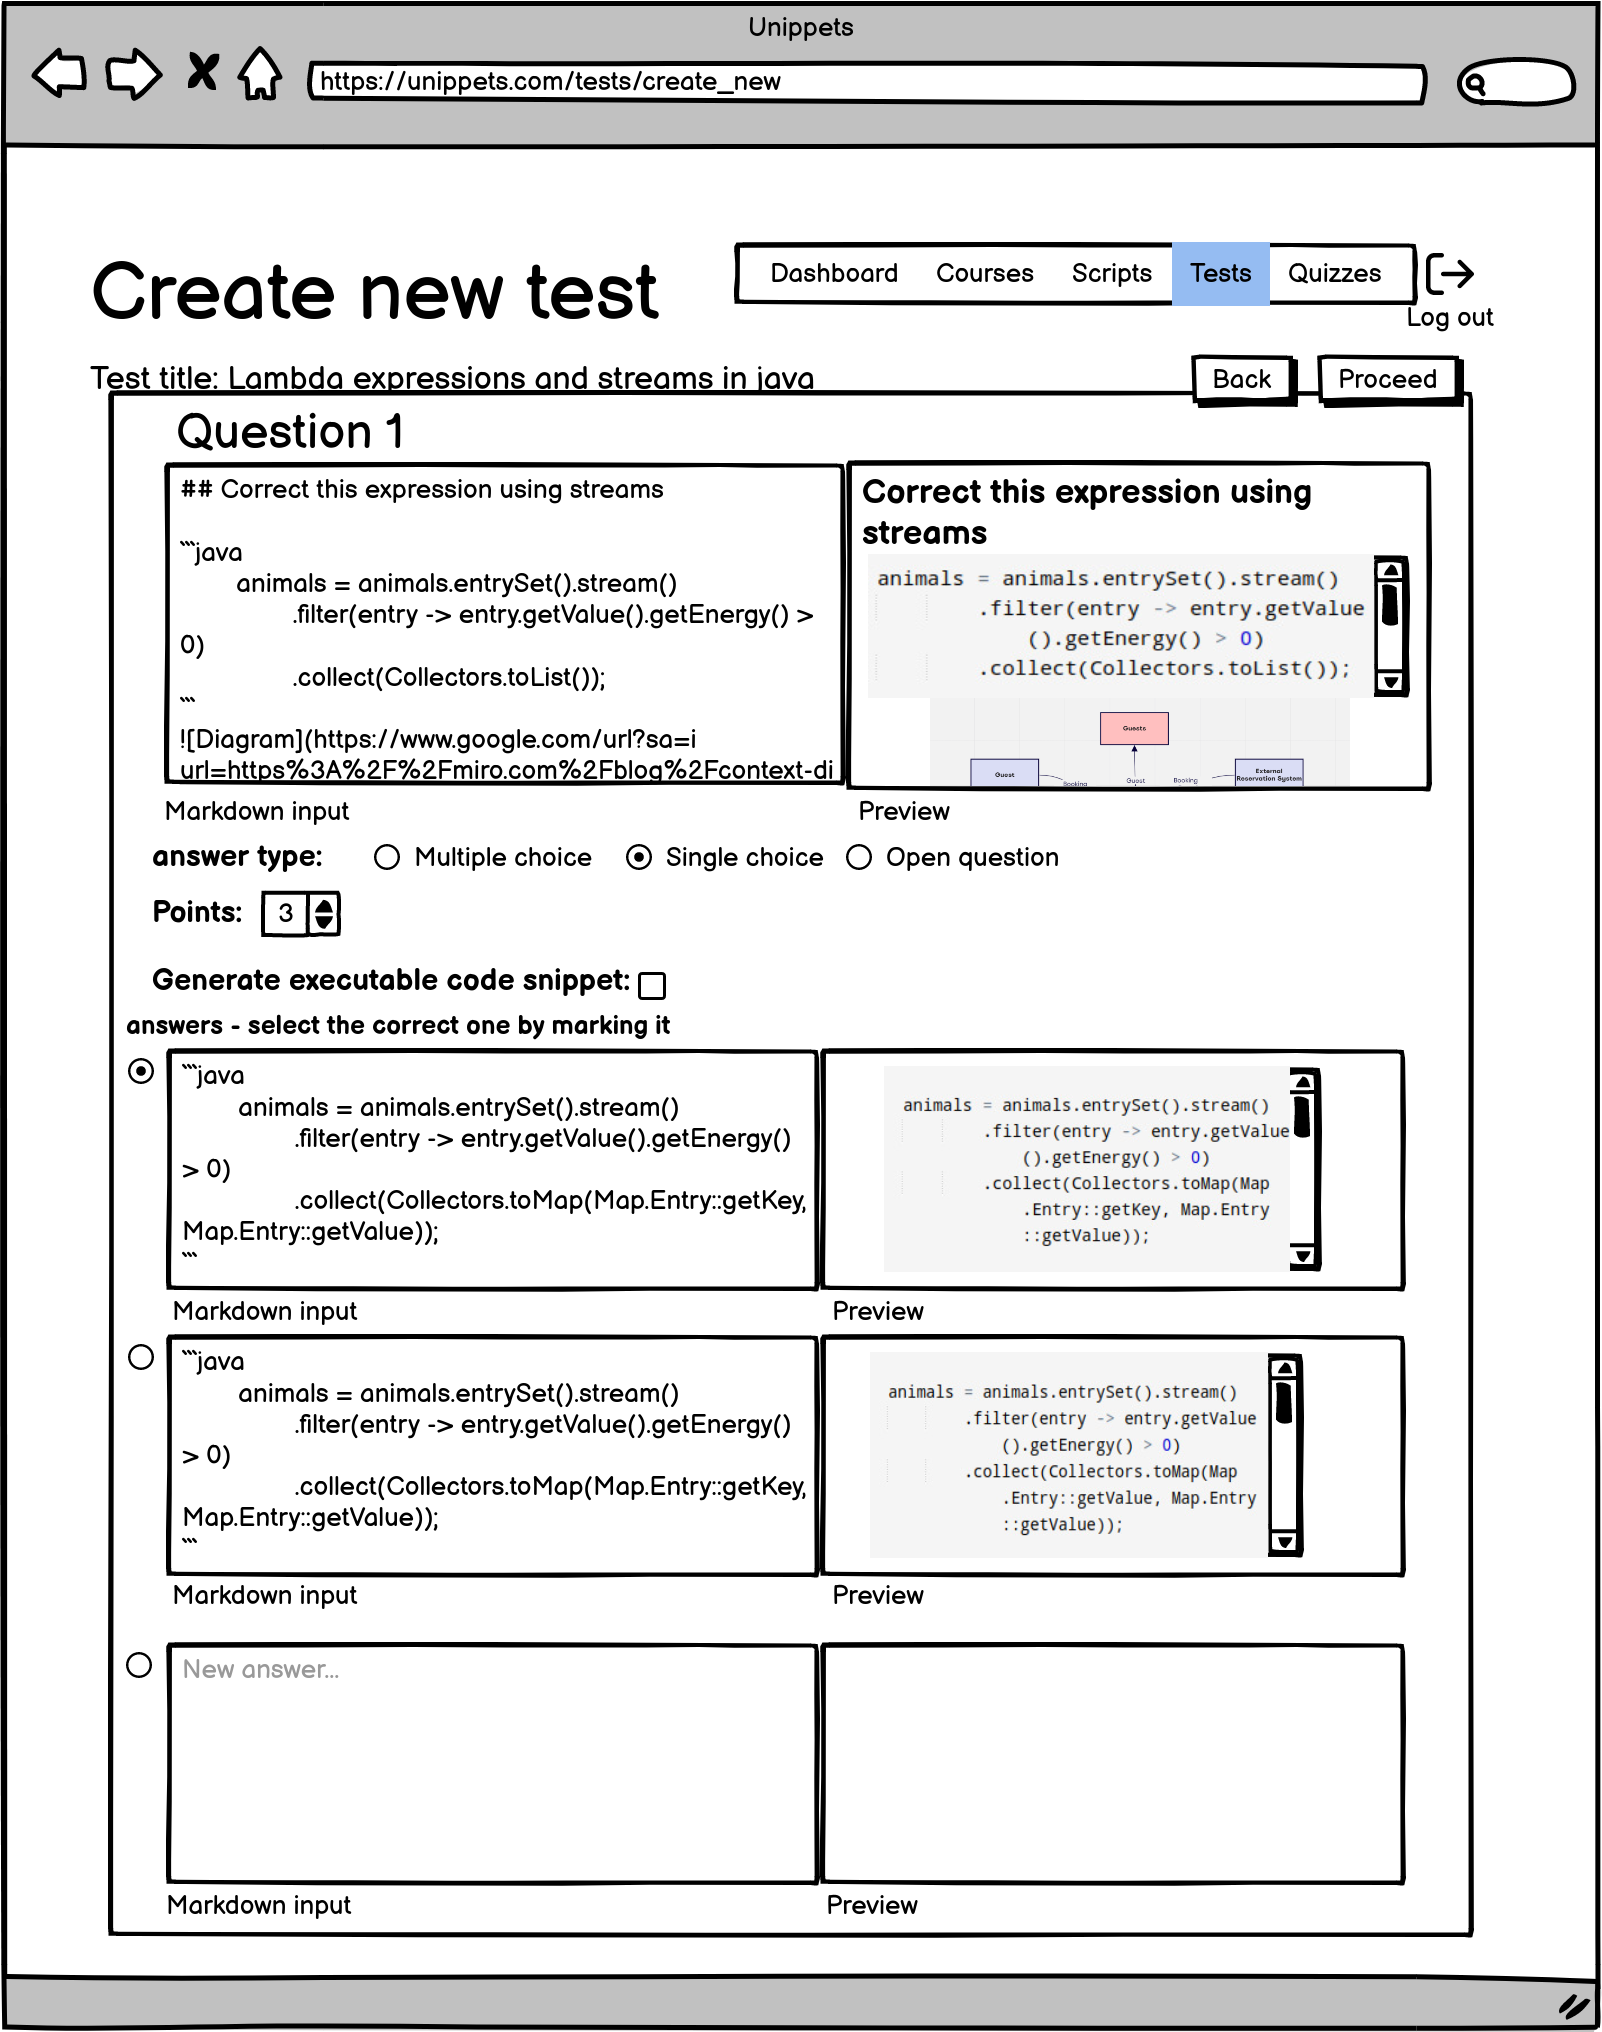 Unippets
https://unippets.com/tests/create_new
Create new test
Dashboard Courses Scripts Tests Quizzes
Log out
Test title: Lambda expressions and streams in java
Back
Proceed
Question 1
## Correct this expression using streams
```java
animals = animals.entrySet().stream()
.filter(entry -> entry.getValue().getEnergy() >
0)
.collect(Collectors.toList());
```
![Diagram](https://www.google.com/url?sa=i
url=https%3A%2F%2Fmiro.com%2Fblog%2Fcontext-di
Markdown input
Correct this expression using
streams
animals = animals.entrySet().stream()
.filter(entry -> entry.getValue
().getEnergy() > 0)
.collect(Collectors.toList());
Guests
Guest
Booking
Guest
Booking
External
Reservation System
Preview
answer type:
Multiple choice
Single choice
Open question
Points: 3
Generate executable code snippet:
answers - select the correct one by marking it
```java
animals = animals.entrySet().stream()
.filter(entry -> entry.getValue().getEnergy()
> 0)
.collect(Collectors.toMap(Map.Entry::getKey,
Map.Entry::getValue));
```
Markdown input
animals = animals.entrySet().stream()
.filter(entry -> entry.getValue
().getEnergy() > 0)
.collect(Collectors.toMap(Map
.Entry::getKey, Map.Entry
::getValue));
Preview
```java
animals = animals.entrySet().stream()
.filter(entry -> entry.getValue().getEnergy()
> 0)
.collect(Collectors.toMap(Map.Entry::getKey,
Map.Entry::getValue));
```
Markdown input
animals = animals.entrySet().stream()
.filter(entry -> entry.getValue
().getEnergy() > 0)
.collect(Collectors.toMap(Map
.Entry::getValue, Map.Entry
::getValue));
Preview
New answer...
Markdown input
Preview